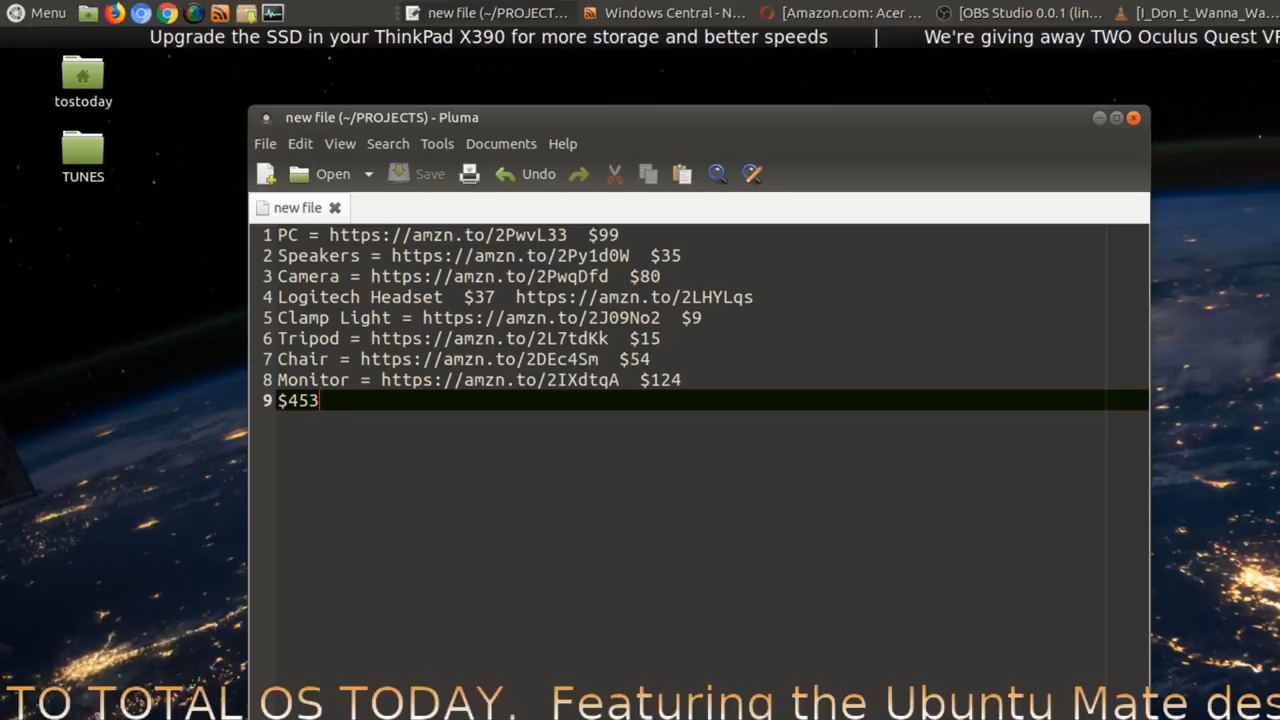 Menu
new file (~/PROJECT...
Windows Central - N...
[Amazon.com: Acer ...
[OBS Studio 0.0.1 (lin...
[I_Don_t_Wanna_Wa...
Upgrade the SSD in your ThinkPad X390 for more storage and better speeds | We're giving away TWO Oculus Quest VR
tostoday
TUNES
new file (~/PROJECTS) - Pluma
File Edit View Search Tools Documents Help
Open Save Undo
new file
1 PC = https://amzn.to/2PwvL33 $99
2 Speakers = https://amzn.to/2Py1d0W $35
3 Camera = https://amzn.to/2PwqDfd $80
4 Logitech Headset $37 https://amzn.to/2LHYLqs
5 Clamp Light = https://amzn.to/2J09No2 $9
6 Tripod = https://amzn.to/2L7tdKk $15
7 Chair = https://amzn.to/2DEc4Sm $54
8 Monitor = https://amzn.to/2IXdtqA $124
9 $453
TO TOTAL OS TODAY. Featuring the Ubuntu Mate des